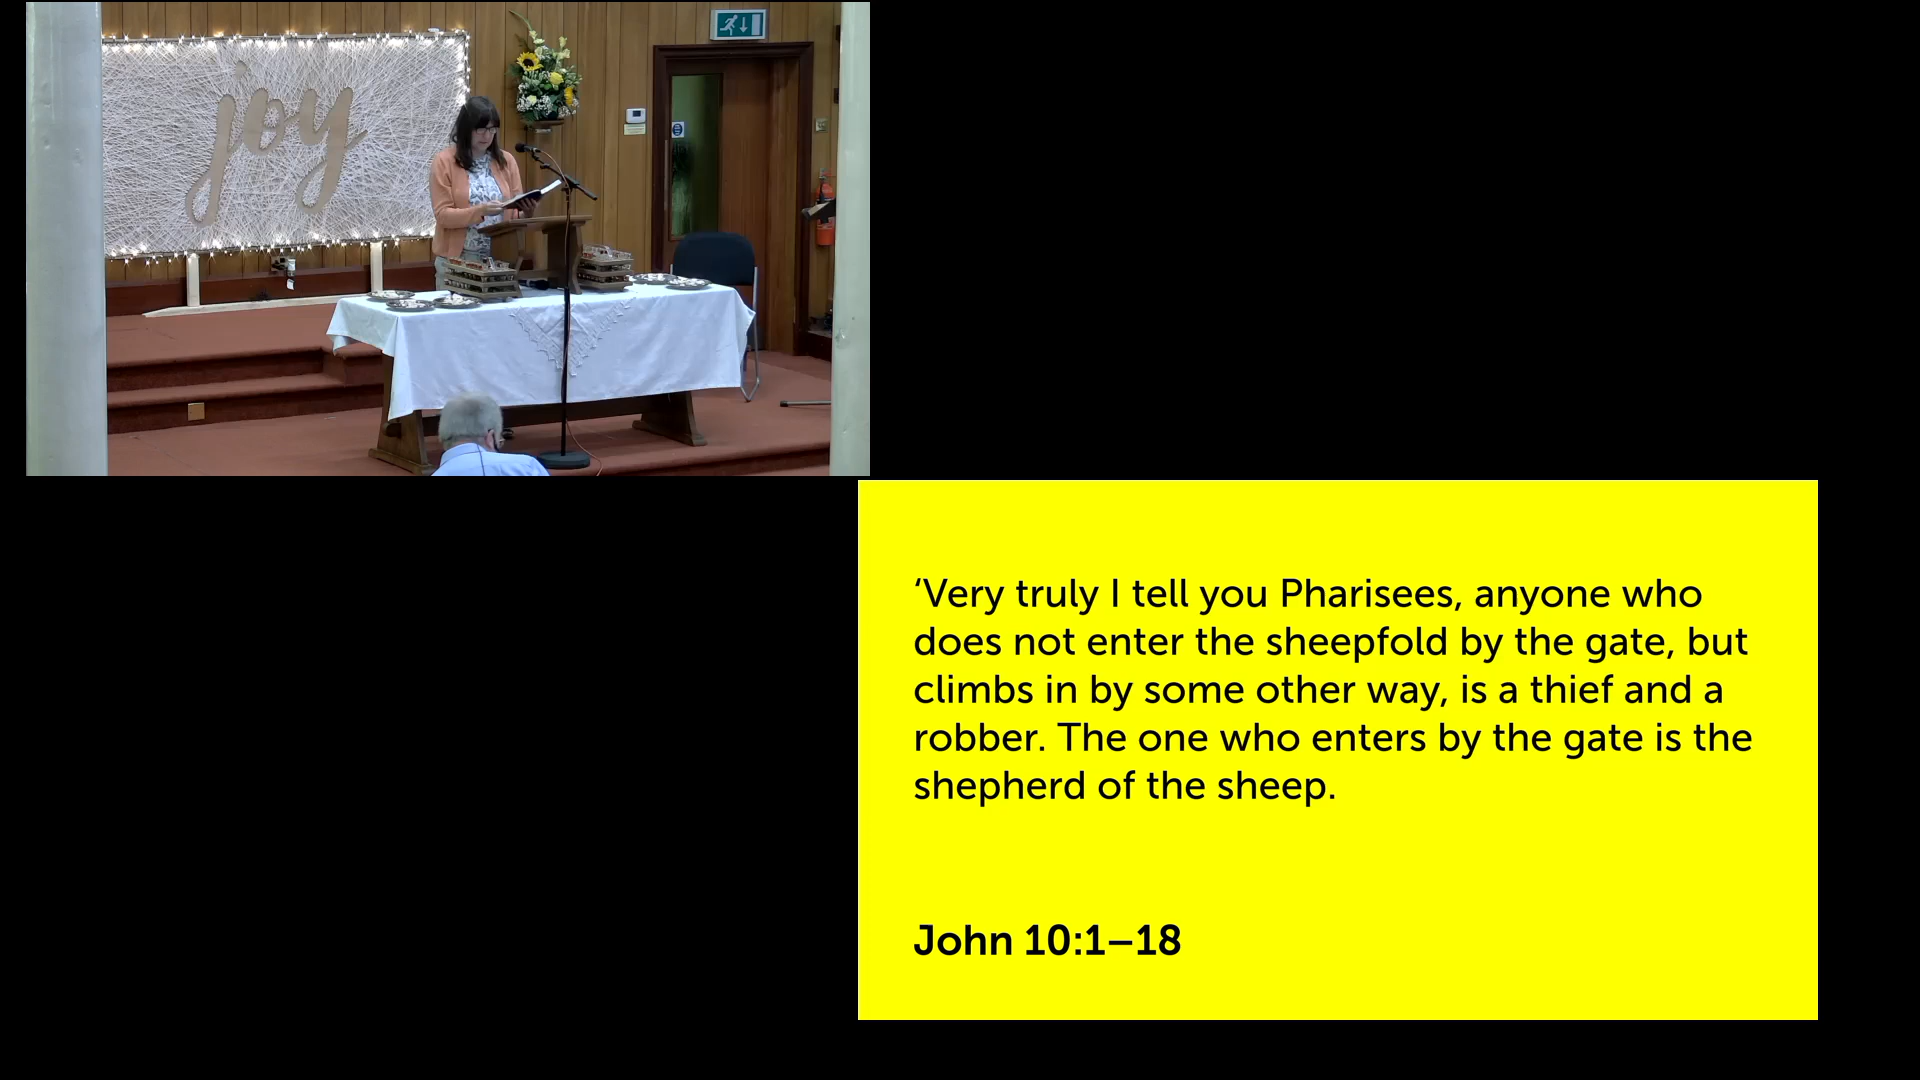 joy
‘Very truly I tell you Pharisees, anyone who
does not enter the sheepfold by the gate, but
climbs in by some other way, is a thief and a
robber. The one who enters by the gate is the
shepherd of the sheep.
John 10:1–18